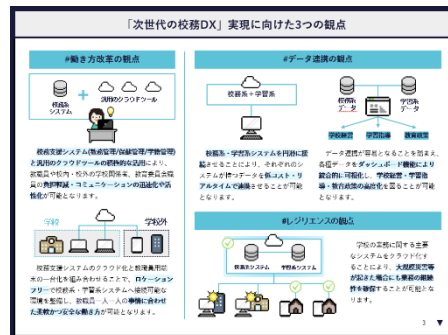 「次世代の校務DX」実現に向けた3つの観点
#働き方改革の観点
校務系
システム
汎用のクラウドツール
校務支援システム(教務管理/保健管理/学籍管理)
と汎用のクラウドツールの積極的な活用により、
教職員や校内・校外の学校関係者、教育委員会職
員の負担軽減・コミュニケーションの迅速化や活
性化が可能となります。
学校
学校外
校務支援システムのクラウド化と教職員用端
末の一台化を組み合わせることで、ロケーション
フリーで校務系・学習系システムへ接続可能な
環境を整備し、教職員一人一人の事情に合わせ
た柔軟かつ安全な働き方が可能となります。
#データ連携の観点
校務系+学習系
校務系・学習系システムを円滑に接
続させることにより、それぞれのシ
ステムが持つデータを低コスト・リ
アルタイムで連携させることが可能
となります。
校務系
データ
学習系
データ
学校経営
学習指導
教育政策
データ連携が容易となることを踏まえ、
各種データをダッシュボード機能により
統合的に可視化し、学校経営・学習指
導・教育政策の高度化を図ることが可能
となります。
#レジリエンスの観点
校務系システム
学習系システム
学校の業務に関する主要
なシステムをクラウド化す
ることにより、大規模災害等
が起きた場合にも業務の継続
性を確保することが可能とな
ります。
3